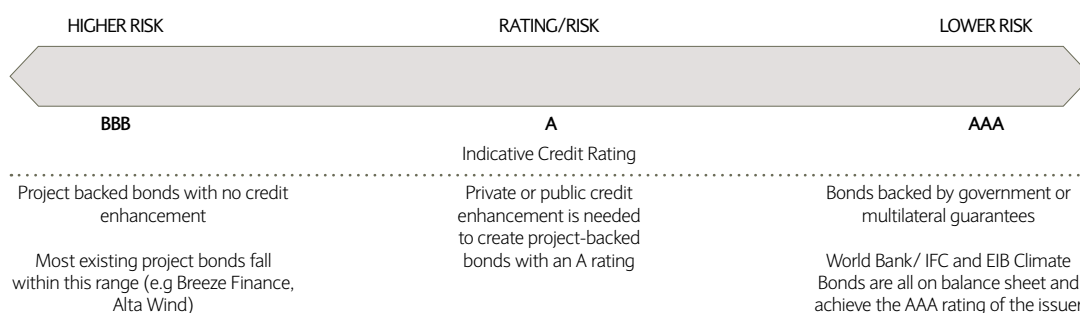 HIGHER RISK
RATING/RISK
LOWER RISK
BBB
A
AAA
Indicative Credit Rating
Project backed bonds with no credit
enhancement
Most existing project bonds fall
within this range (e.g Breeze Finance,
Alta Wind)
Private or public credit
enhancement is needed
to create project-backed
bonds with an A rating
Bonds backed by government or
multilateral guarantees
World Bank/ IFC and EIB Climate
Bonds are all on balance sheet and
achieve the AAA rating of the issuer